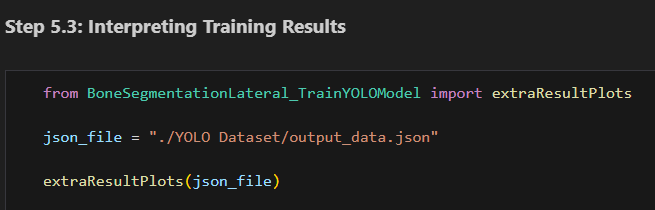 Step 5.3: Interpreting Training Results
from BoneSegmentationLateral_TrainYOLOModel import extraResultPlots
json_file = "./YOLO Dataset/output_data.json"
extraResultPlots(json_file)